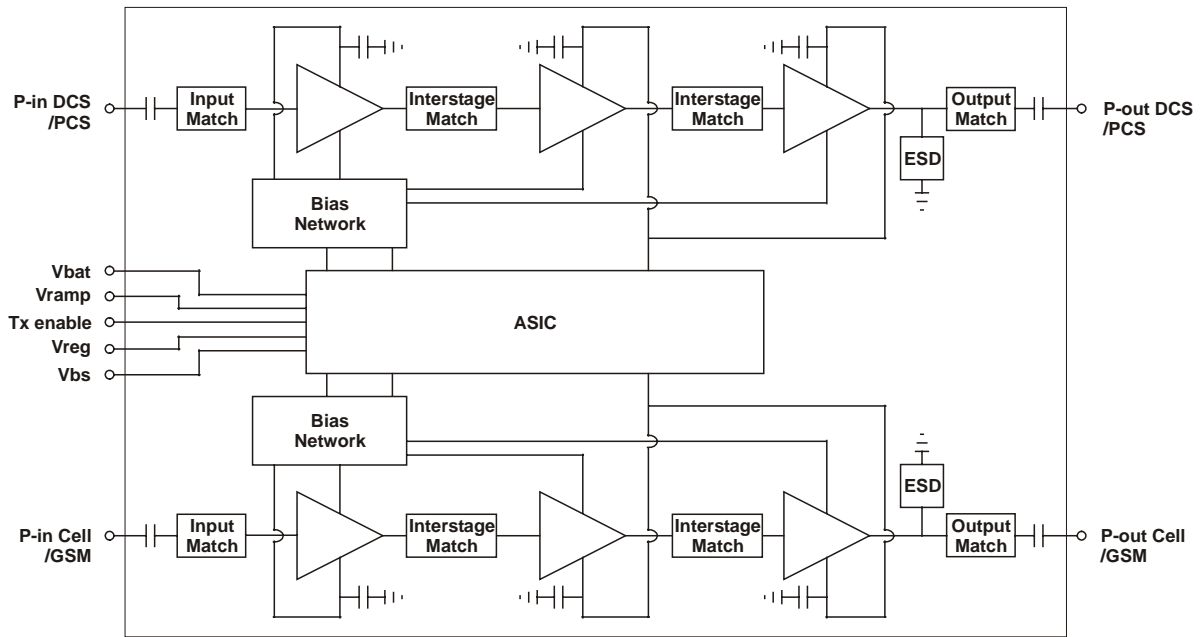 P-in DCS
/PCS
Input
Match
Interstage
Match
Interstage
Match
Output
Match
P-out DCS
/PCS
ESD
Bias
Network
Vbat
Vramp
Tx enable
Vreg
Vbs
ASIC
Bias
Network
ESD
P-in Cell
/GSM
Input
Match
Interstage
Match
Interstage
Match
Output
Match
P-out Cell
/GSM